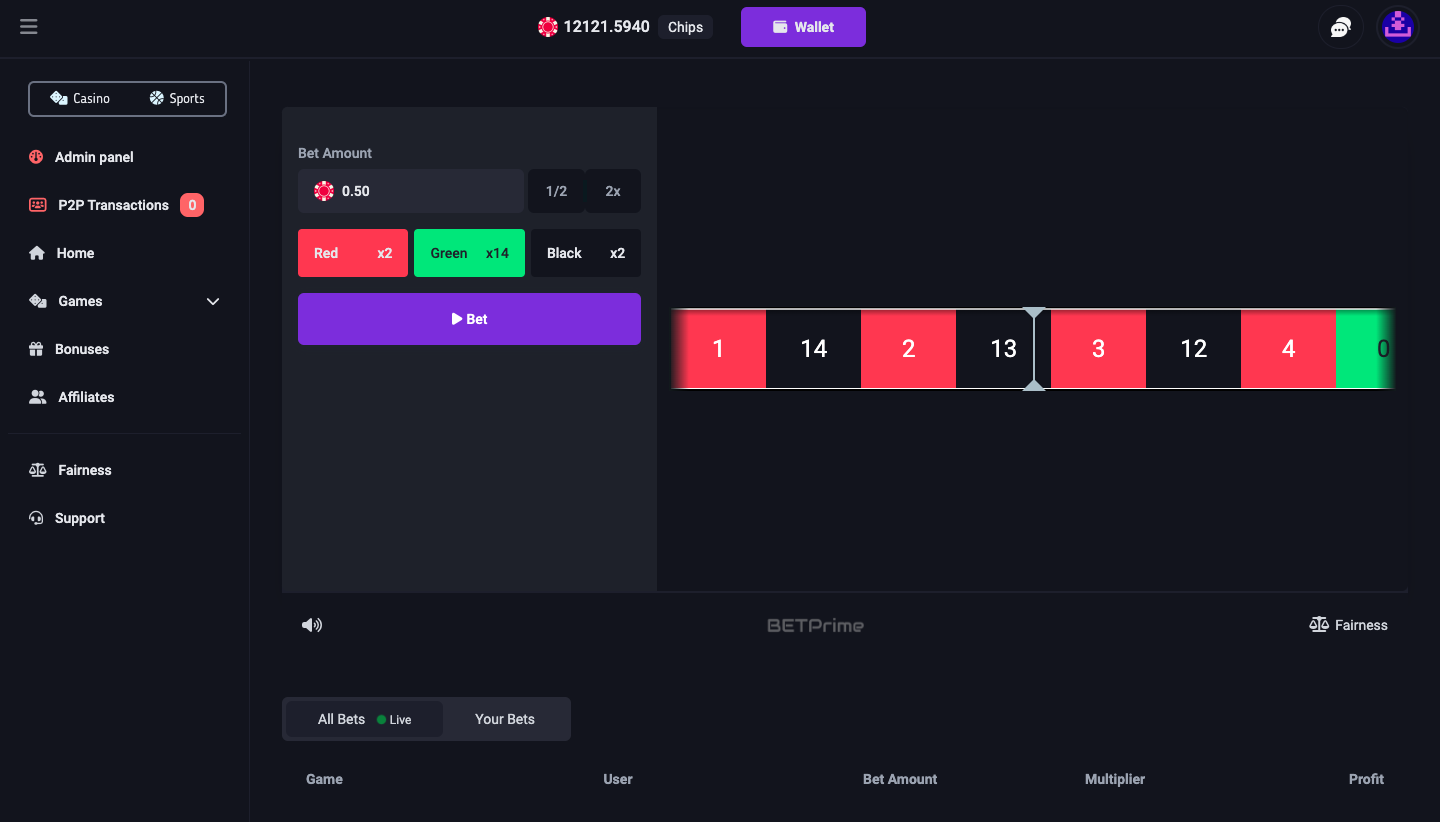 12121.5940 Chips Wallet
Casino Sports
Admin panel
P2P Transactions 0
Home
Games
Bonuses
Affiliates
Fairness
Support
Bet Amount
0.50 1/2 2x
Red x2 Green x14 Black x2
Bet
1 14 2 13 3 12 4 0
BETPrime
Fairness
All Bets Live Your Bets
Game User Bet Amount Multiplier Profit